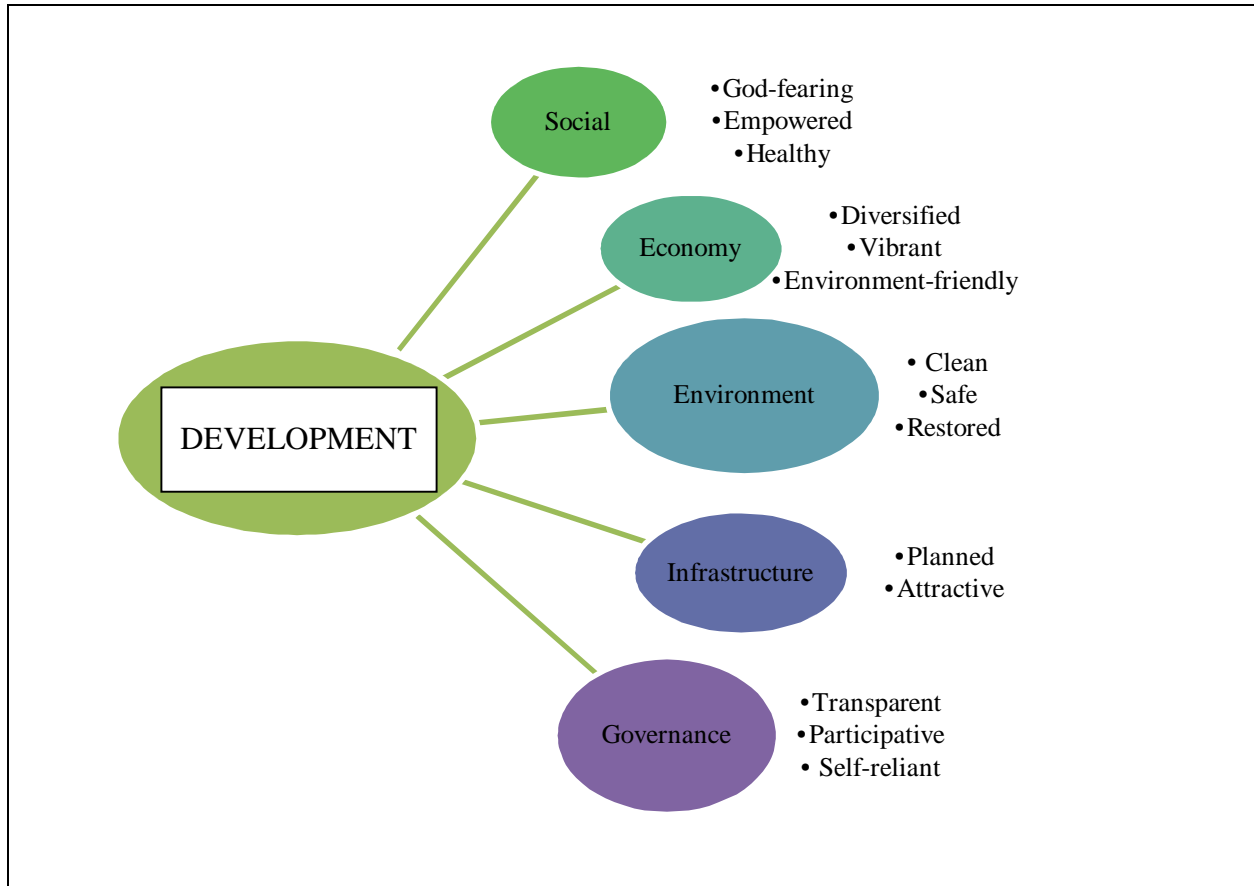 Social
•God-fearing
•Empowered
•Healthy
Economy
•Diversified
•Vibrant
•Environment-friendly
Environment
• Clean
•Safe
•Restored
DEVELOPMENT
Infrastructure
•Planned
•Attractive
Governance
•Transparent
•Participative
• Self-reliant